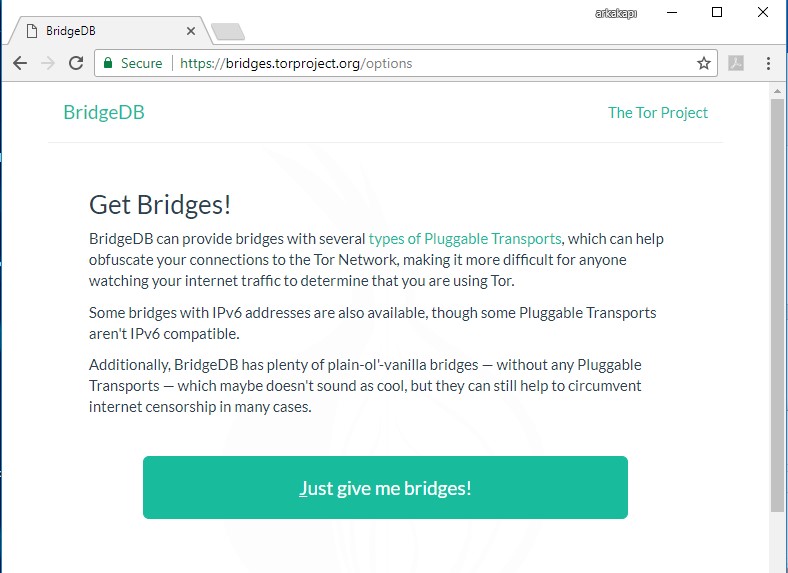 arkakapı
BridgeDB
Secure
https://bridges.torproject.org/options
BridgeDB
The Tor Project
Get Bridges!
BridgeDB can provide bridges with several types of Pluggable Transports, which can help
obfuscate your connections to the Tor Network, making it more difficult for anyone
watching your internet traffic to determine that you are using Tor.
Some bridges with IPv6 addresses are also available, though some Pluggable Transports
aren't IPv6 compatible.
Additionally, BridgeDB has plenty of plain-ol'-vanilla bridges — without any Pluggable
Transports — which maybe doesn't sound as cool, but they can still help to circumvent
internet censorship in many cases.
Just give me bridges!